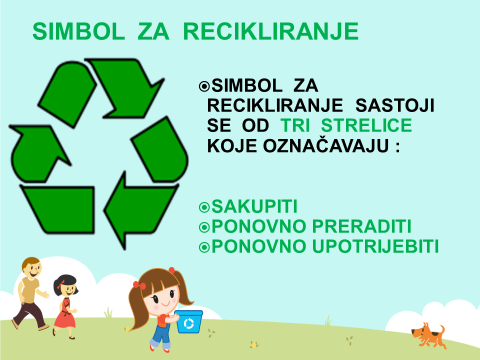 SIMBOL ZA RECIKLIRANJE
SIMBOL ZA
RECIKLIRANJE SASTOJI
SE OD TRI STRELICE
KOJE OZNAČAVAJU :
SAKUPITI
PONOVNO PRERADITI
PONOVNO UPOTRIJEBITI